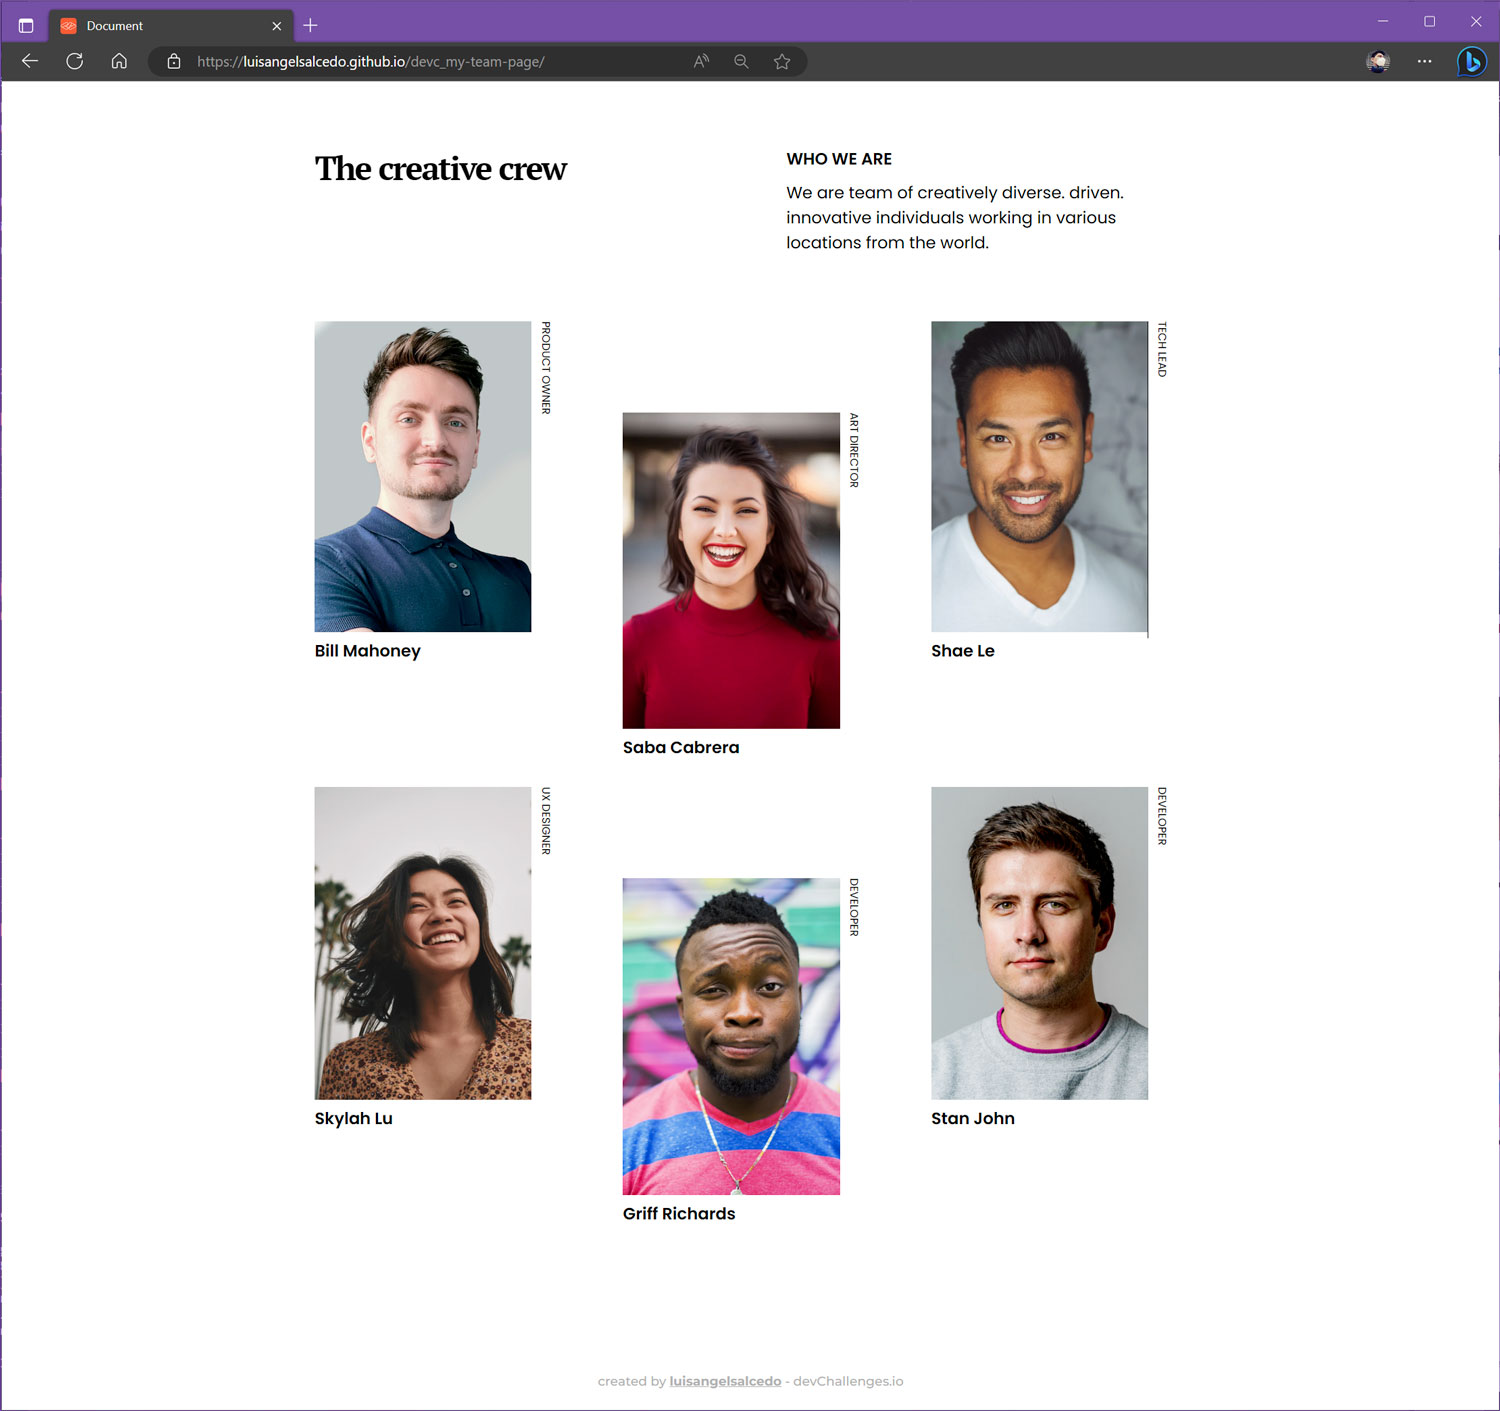 Document
https://luisangelsalcedo.github.io/devc_my-team-page/
The creative crew
WHO WE ARE
We are team of creatively diverse. driven.
innovative individuals working in various
locations from the world.
PRODUCT OWNER
Bill Mahoney
ART DIRECTOR
Saba Cabrera
TECH LEAD
Shae Le
UX DESIGNER
Skylah Lu
DEVELOPER
Griff Richards
DEVELOPER
Stan John
created by luisangelsalcedo - devChallenges.io